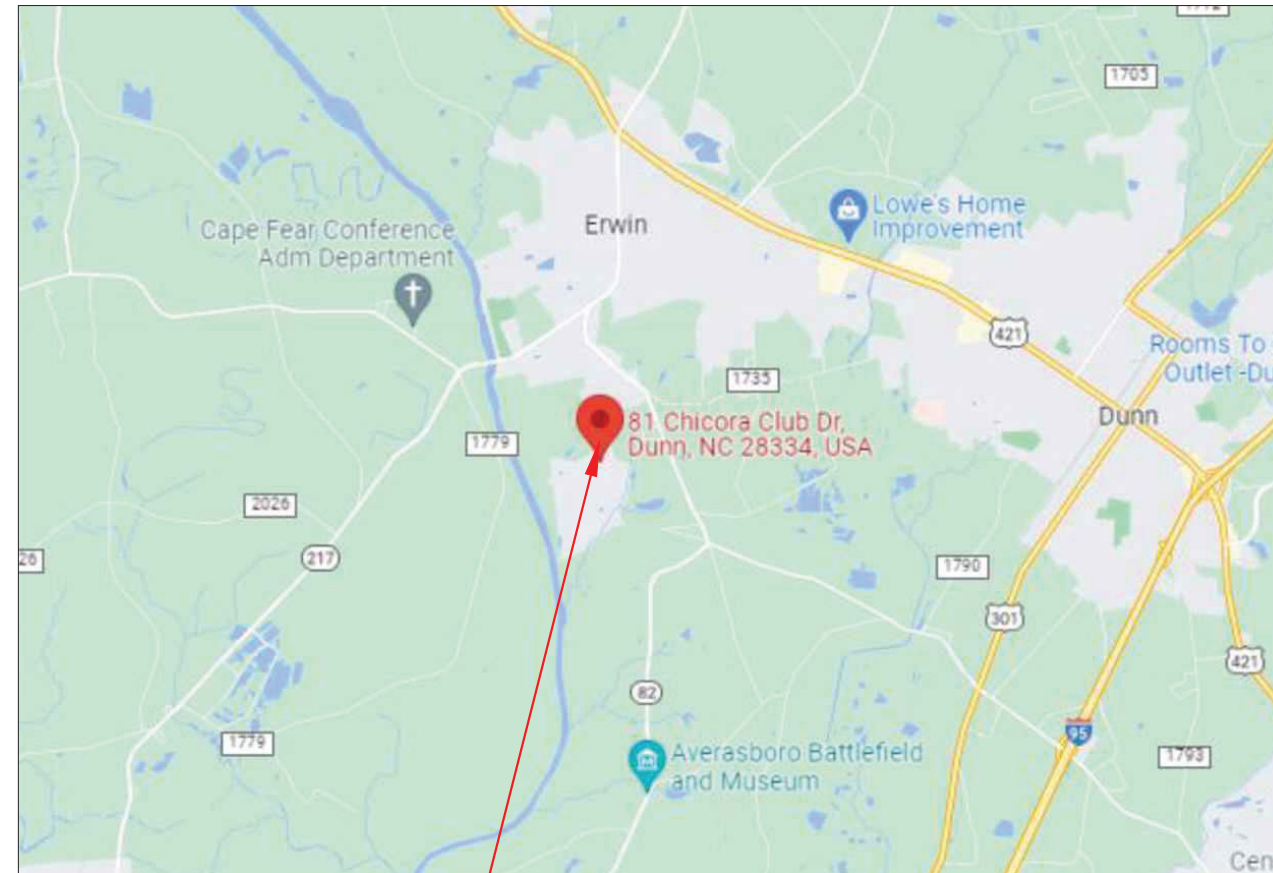 1705
Lowe's Home
Improvement
Erwin
Cape Fear Conference
Adm Department
421
Rooms To
Outlet -Du
1735
Dunn
81 Chicora Club Dr,
Dunn, NC 28334, USA
1779
2026
217
26
1790
301
421
82
95
1779
Averasboro Battlefield
and Museum
1793
Cen